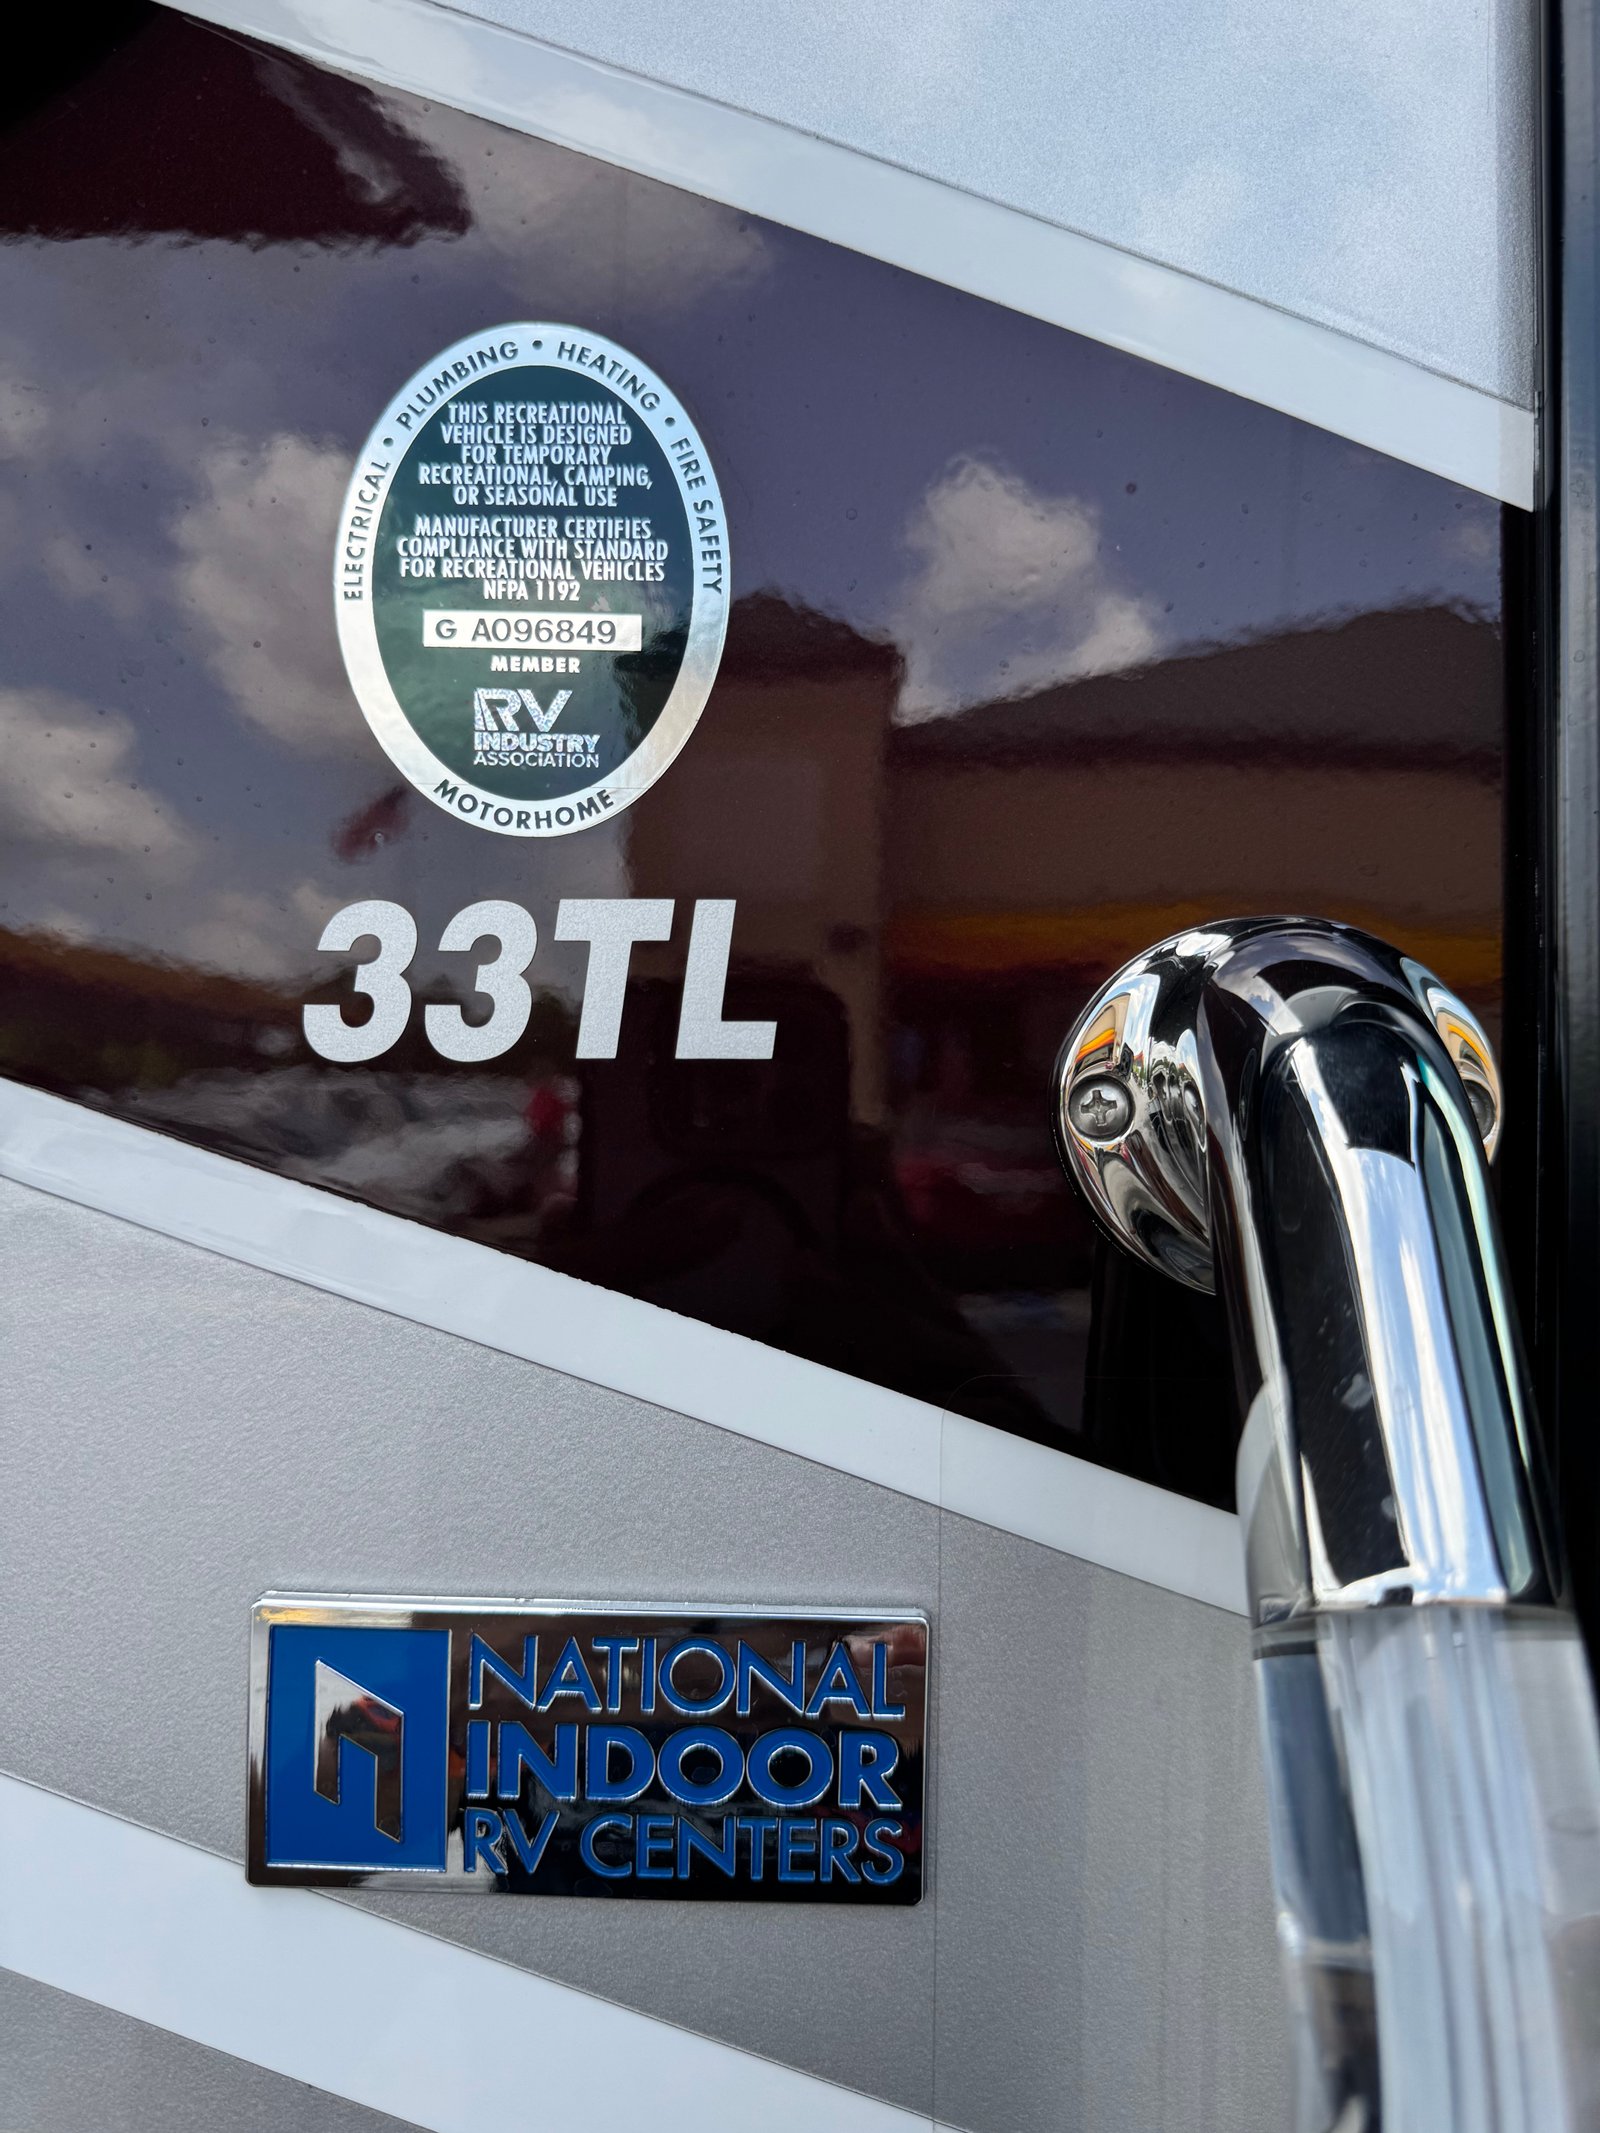 ELECTRICAL • PLUMBING • HEATING • FIRE SAFETY
THIS RECREATIONAL
VEHICLE IS DESIGNED
FOR TEMPORARY
RECREATIONAL, CAMPING,
OR SEASONAL USE
MANUFACTURER CERTIFIES
COMPLIANCE WITH STANDARD
FOR RECREATIONAL VEHICLES
NFPA 1192
G A096849
MEMBER
RV
INDUSTRY
ASSOCIATION
MOTORHOME
33TL
NATIONAL
INDOOR
RV CENTERS